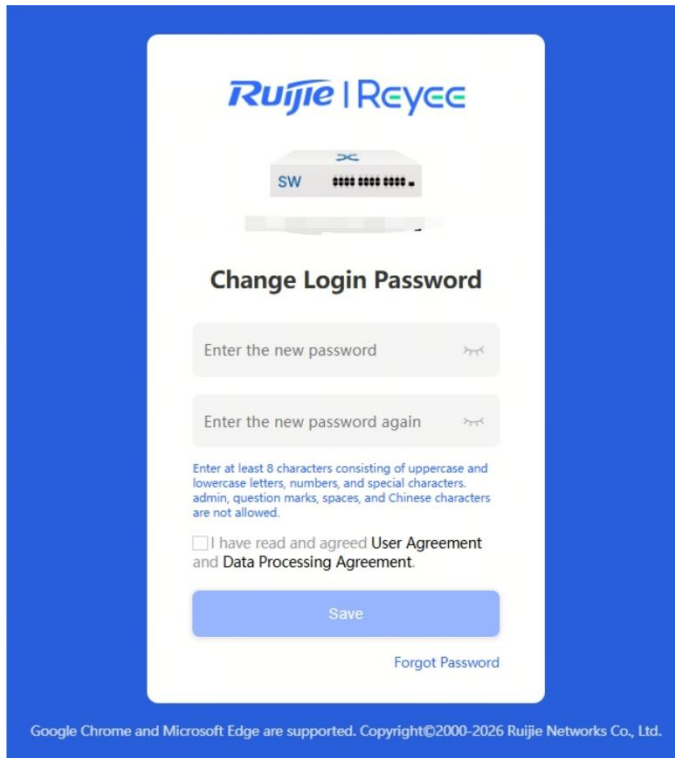 Ruijie | Reyee
SW
Change Login Password
Enter the new password
Enter the new password again
Enter at least 8 characters consisting of uppercase and
lowercase letters, numbers, and special characters.
admin, question marks, spaces, and Chinese characters
are not allowed.
I have read and agreed User Agreement
and Data Processing Agreement.
Save
Forgot Password
Google Chrome and Microsoft Edge are supported. Copyright©2000-2026 Ruijie Networks Co., Ltd.